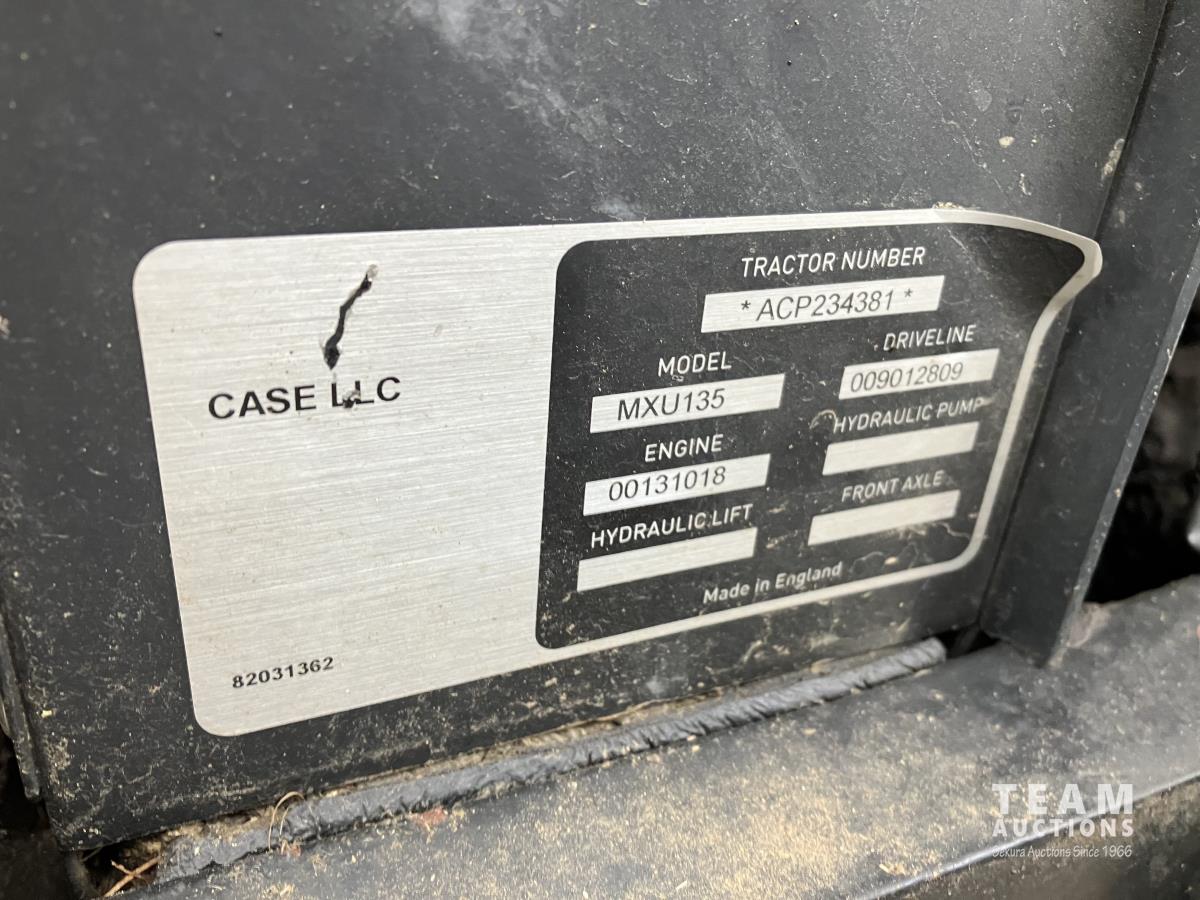 CASE LLC
82031362
TRACTOR NUMBER
* ACP234381 *
MODEL
MXU135
DRIVELINE
009012809
ENGINE
00131018
HYDRAULIC PUMP
HYDRAULIC LIFT
FRONT AXLE
Made in England
TEAM
AUCTIONS
Sekura Auctions Since 1966